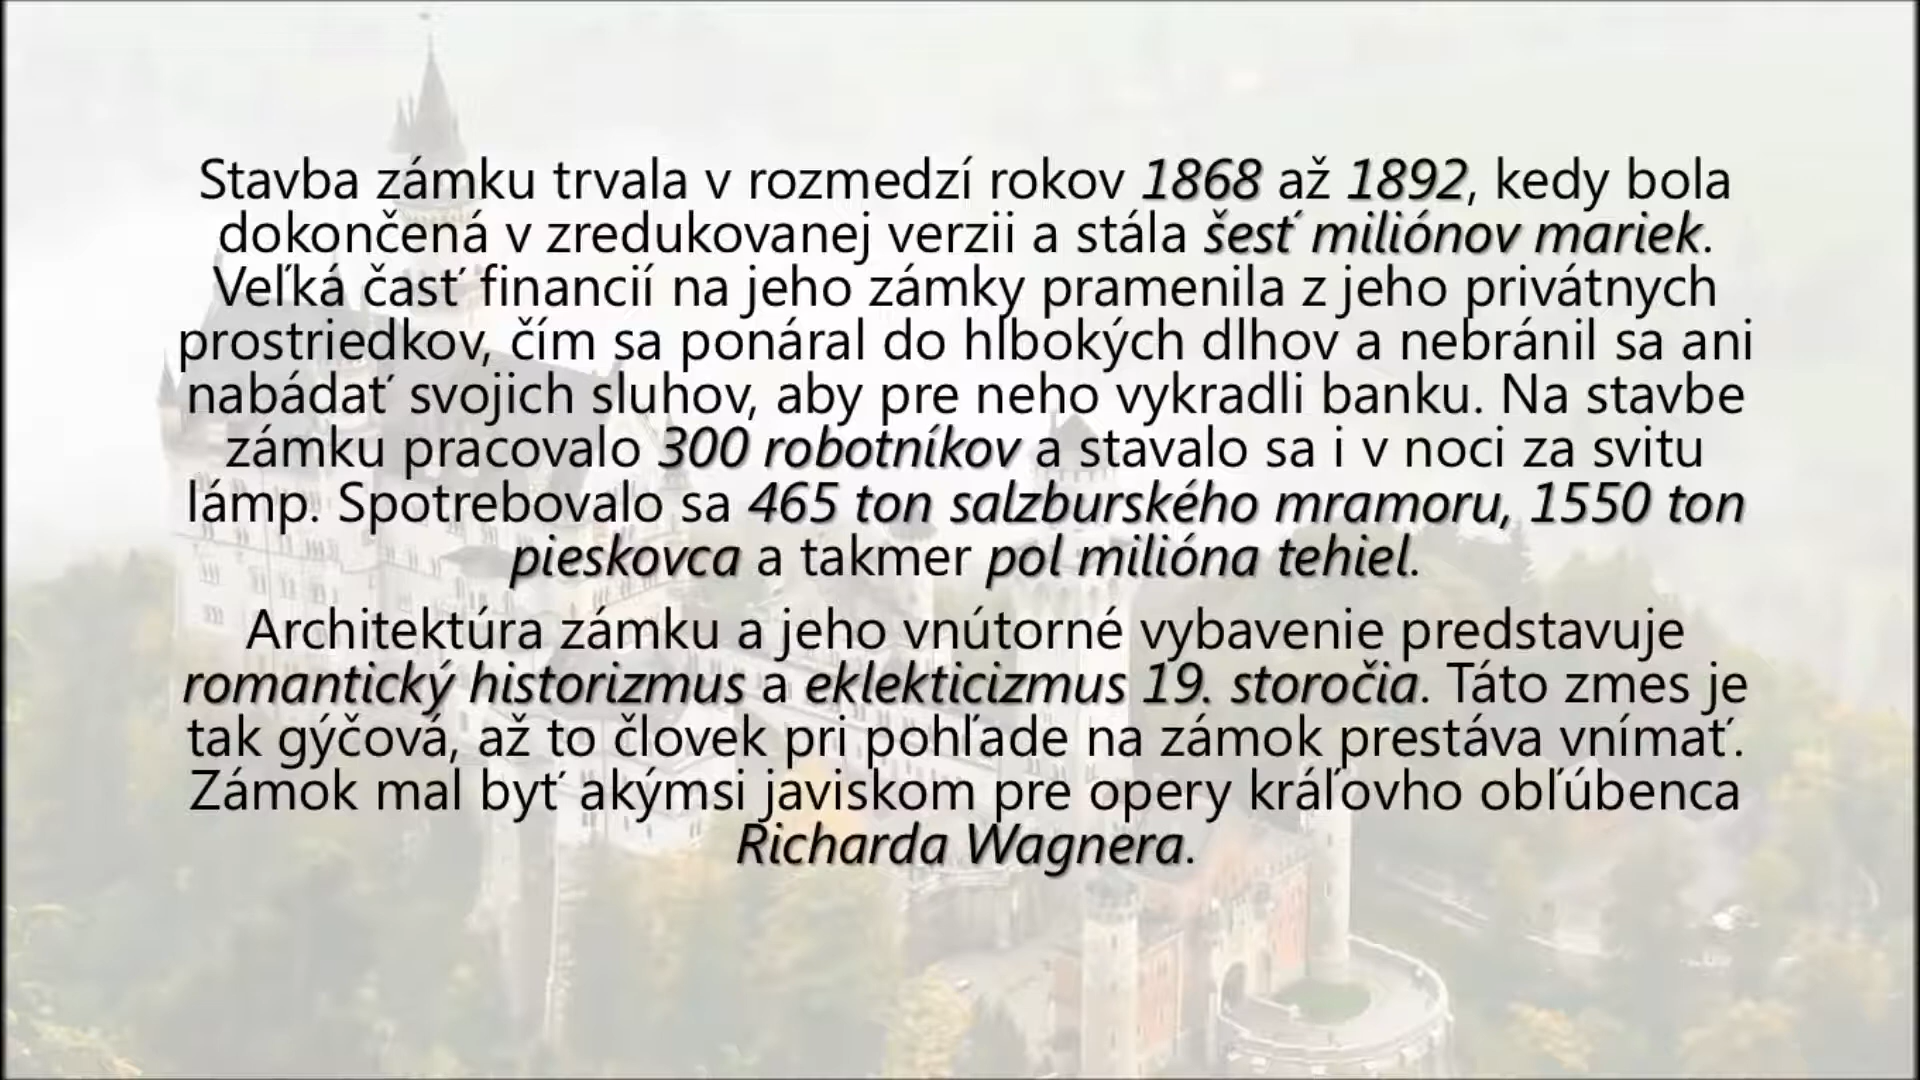 Stavba zámku trvala v rozmedzí rokov 1868 až 1892, kedy bola
dokončená v zredukovanej verzii a stála šesť miliónov mariek.
Veľká časť financií na jeho zámky pramenila z jeho privátnych
prostriedkov, čím sa ponáral do hlbokých dlhov a nebránil sa ani
nabádať svojich sluhov, aby pre neho vykradli banku. Na stavbe
zámku pracovalo 300 robotníkov a stavalo sa i v noci za svitu
lámp. Spotrebovalo sa 465 ton salzburského mramoru, 1550 ton
pieskovca a takmer pol milióna tehiel.
Architektúra zámku a jeho vnútorné vybavenie predstavuje
romantický historizmus a eklekticizmus 19. storočia. Táto zmes je
tak gýčová, až to človek pri pohľade na zámok prestáva vnímať.
Zámok mal byť akýmsi javiskom pre opery kráľovho obľúbenca
Richarda Wagnera.